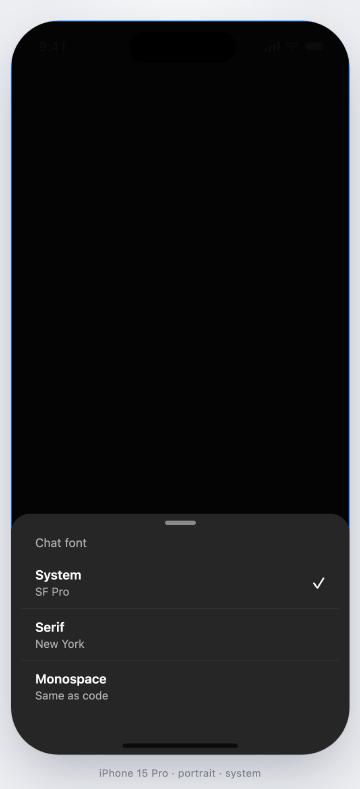 9:41
Chat font
System
SF Pro
Serif
New York
Monospace
Same as code
iPhone 15 Pro · portrait · system